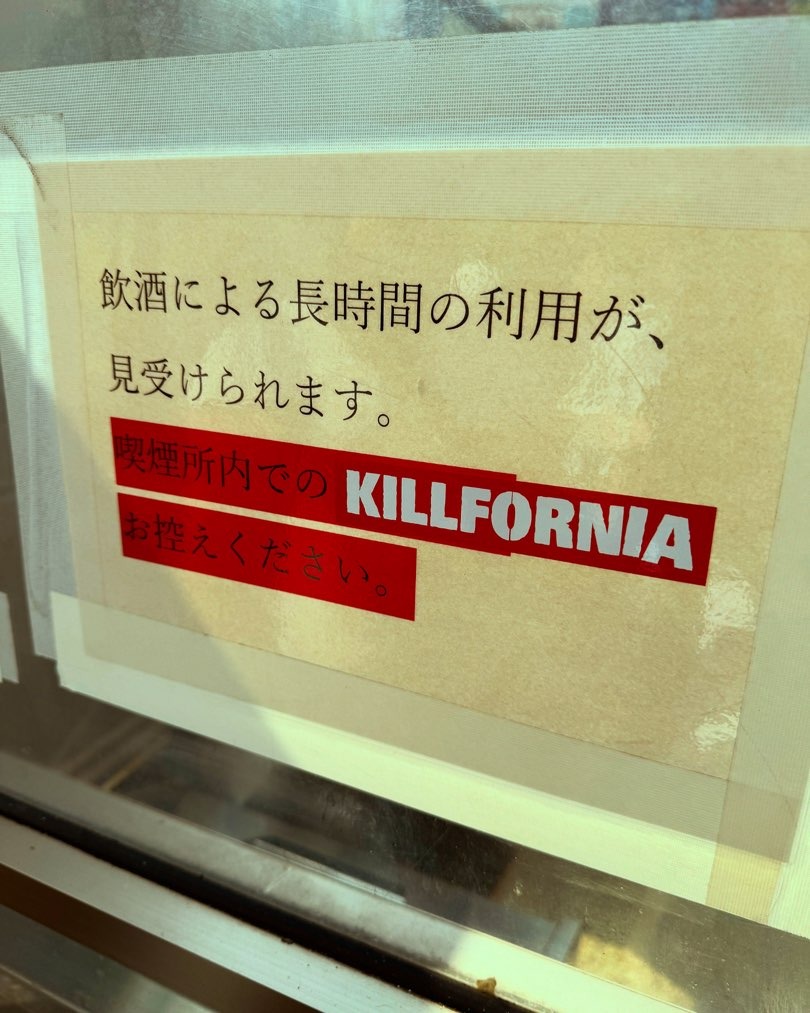 飲酒による長時間の利用が、
見受けられます。
喫煙所内での KILLFORNIA
お控えください。